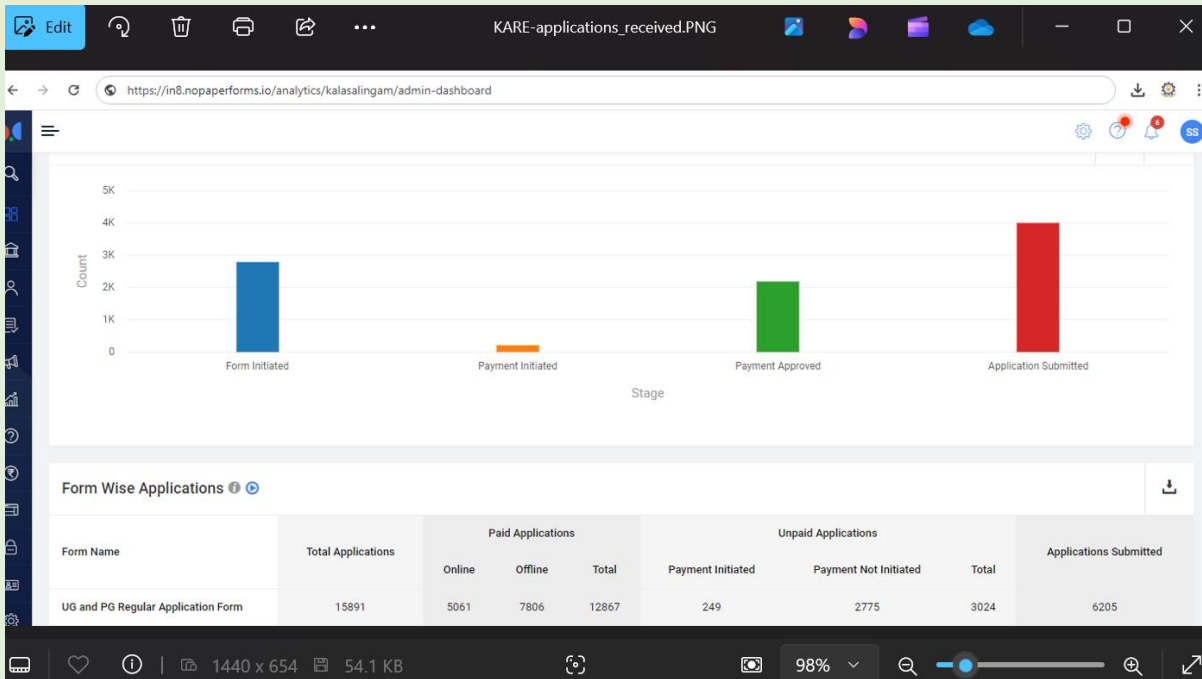 Edit
KARE-applications_received.PNG
https://in8.nopaperforms.io/analytics/kalasalingam/admin-dashboard
6
SS
5K
4K
3K
2K
1K
0
Count
Form Initiated Payment Initiated Payment Approved Application Submitted
Stage
Form Wise Applications
Paid Applications Unpaid Applications
Form Name Total Applications Applications Submitted
Online Offline Total Payment Initiated Payment Not Initiated Total
UG and PG Regular Application Form 15891 5061 7806 12867 249 2775 3024 6205
1440 x 654 54.1 KB 98%